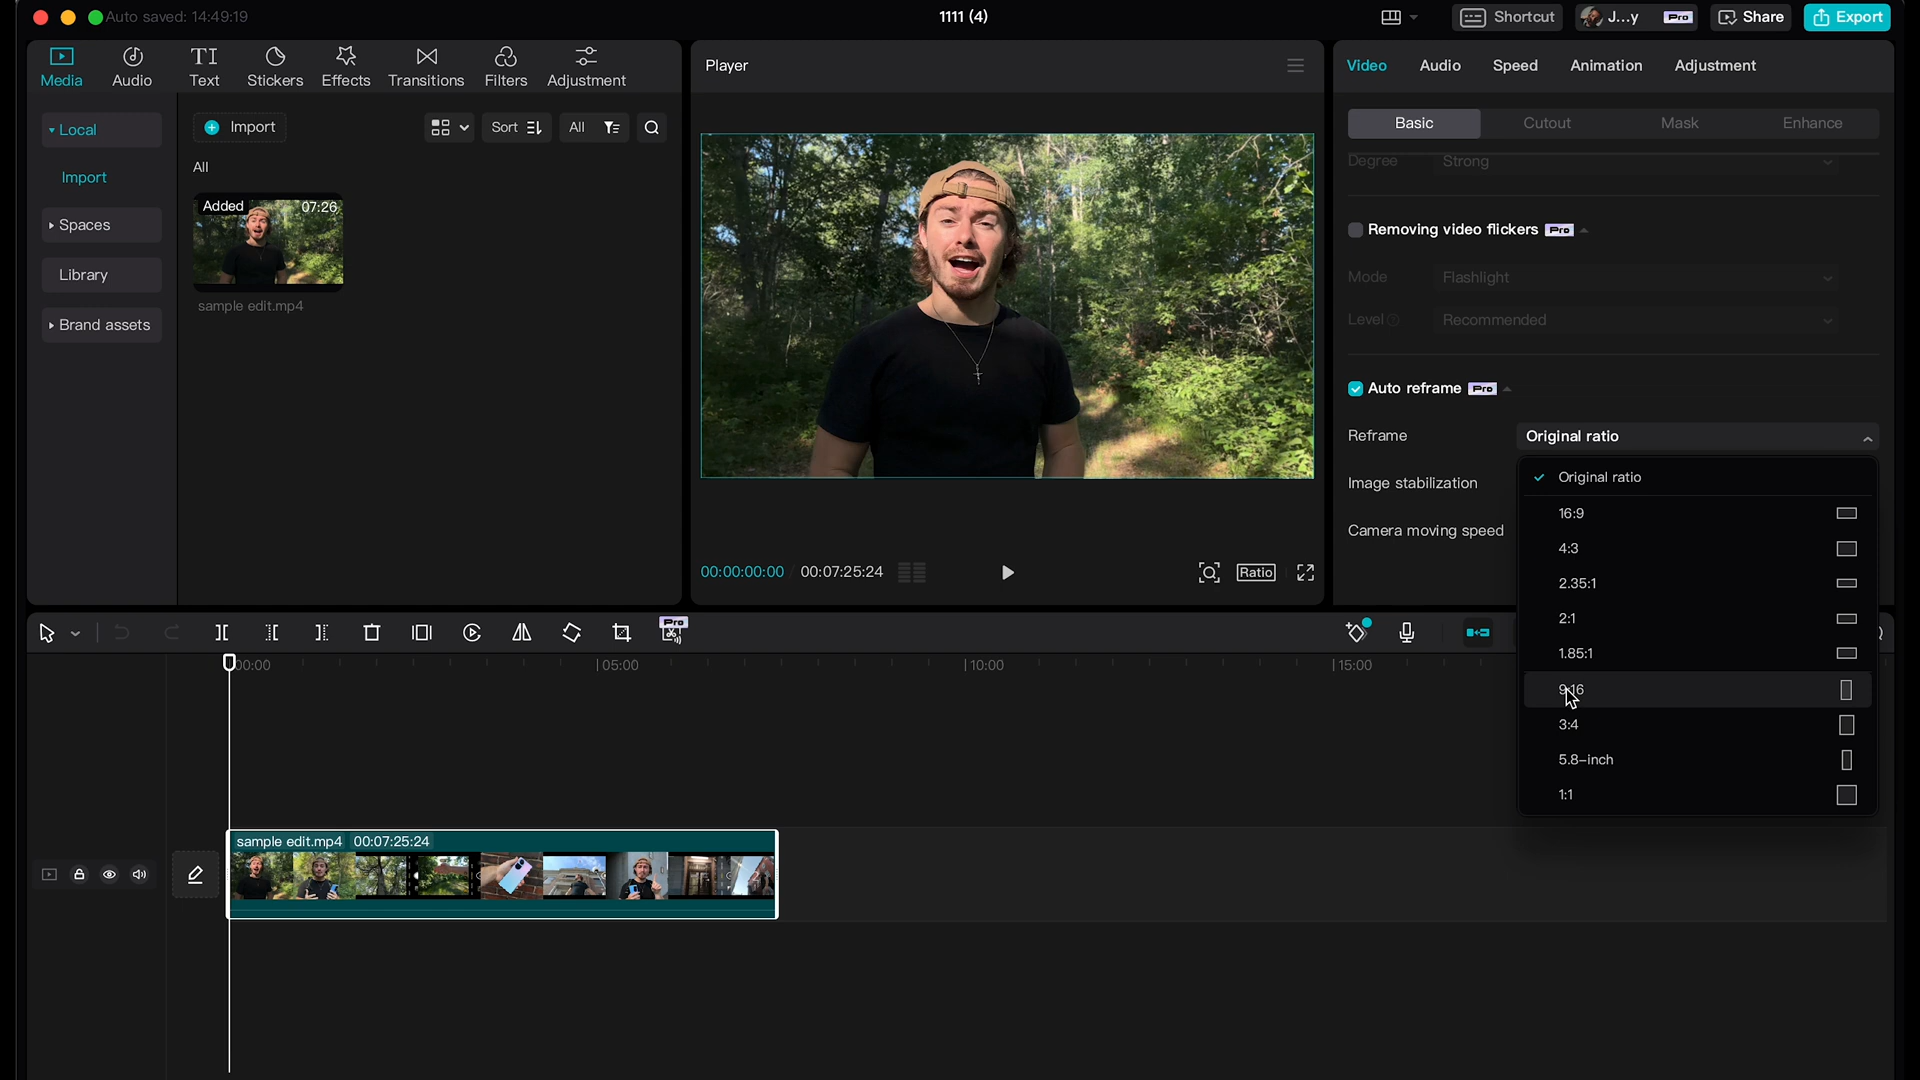 Auto saved: 14:49:19
1111 (4)
Shortcut
J...y Pro
Share
Export
Media
Audio
Text
Stickers
Effects
Transitions
Filters
Adjustment
Local
Import
Spaces
Library
Brand assets
Import
Sort
All
All
Added 07:26
sample edit.mp4
Player
00:00:00:00 00:07:25:24
Ratio
Video
Audio
Speed
Animation
Adjustment
Basic
Cutout
Mask
Enhance
Degree Strong
Removing video flickers Pro
Mode Flashlight
Level Recommended
Auto reframe Pro
Reframe Original ratio
Image stabilization
Camera moving speed
Original ratio
16:9
4:3
2.35:1
2:1
1.85:1
9:16
3:4
5.8-inch
1:1
Pro
00:00
05:00
10:00
15:00
sample edit.mp4 00:07:25:24